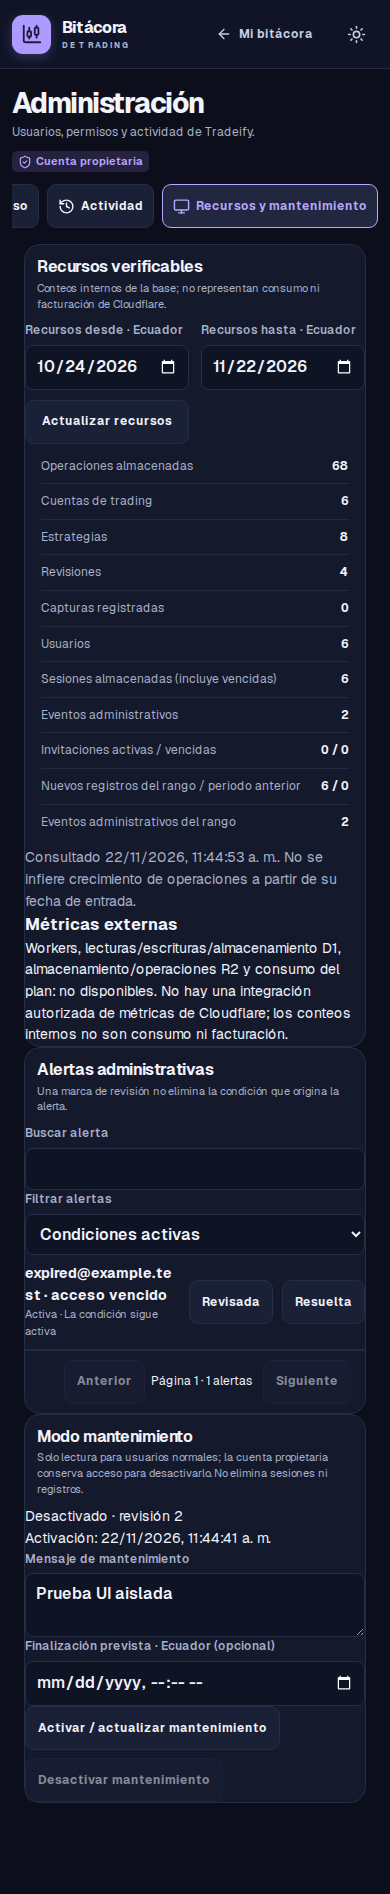 Bitácora
DE TRADING
Mi bitácora
Administración
Usuarios, permisos y actividad de Tradeify.
Cuenta propietaria
so
Actividad
Recursos y mantenimiento
Recursos verificables
Conteos internos de la base; no representan consumo ni
facturación de Cloudflare.
Recursos desde · Ecuador
Recursos hasta · Ecuador
10/24/2026
11/22/2026
Actualizar recursos
Operaciones almacenadas 68
Cuentas de trading 6
Estrategias 8
Revisiones 4
Capturas registradas 0
Usuarios 6
Sesiones almacenadas (incluye vencidas) 6
Eventos administrativos 2
Invitaciones activas / vencidas 0 / 0
Nuevos registros del rango / periodo anterior 6 / 0
Eventos administrativos del rango 2
Consultado 22/11/2026, 11:44:53 a. m.. No se
infiere crecimiento de operaciones a partir de su
fecha de entrada.
Métricas externas
Workers, lecturas/escrituras/almacenamiento D1,
almacenamiento/operaciones R2 y consumo del
plan: no disponibles. No hay una integración
autorizada de métricas de Cloudflare; los conteos
internos no son consumo ni facturación.
Alertas administrativas
Una marca de revisión no elimina la condición que origina la
alerta.
Buscar alerta
Filtrar alertas
Condiciones activas
expired@example.te
st · acceso vencido
Activa · La condición sigue
activa
Revisada
Resuelta
Anterior
Página 1 · 1 alertas
Siguiente
Modo mantenimiento
Solo lectura para usuarios normales; la cuenta propietaria
conserva acceso para desactivarlo. No elimina sesiones ni
registros.
Desactivado · revisión 2
Activación: 22/11/2026, 11:44:41 a. m.
Mensaje de mantenimiento
Prueba UI aislada
Finalización prevista · Ecuador (opcional)
mm/dd/yyyy, --:-- --
Activar / actualizar mantenimiento
Desactivar mantenimiento